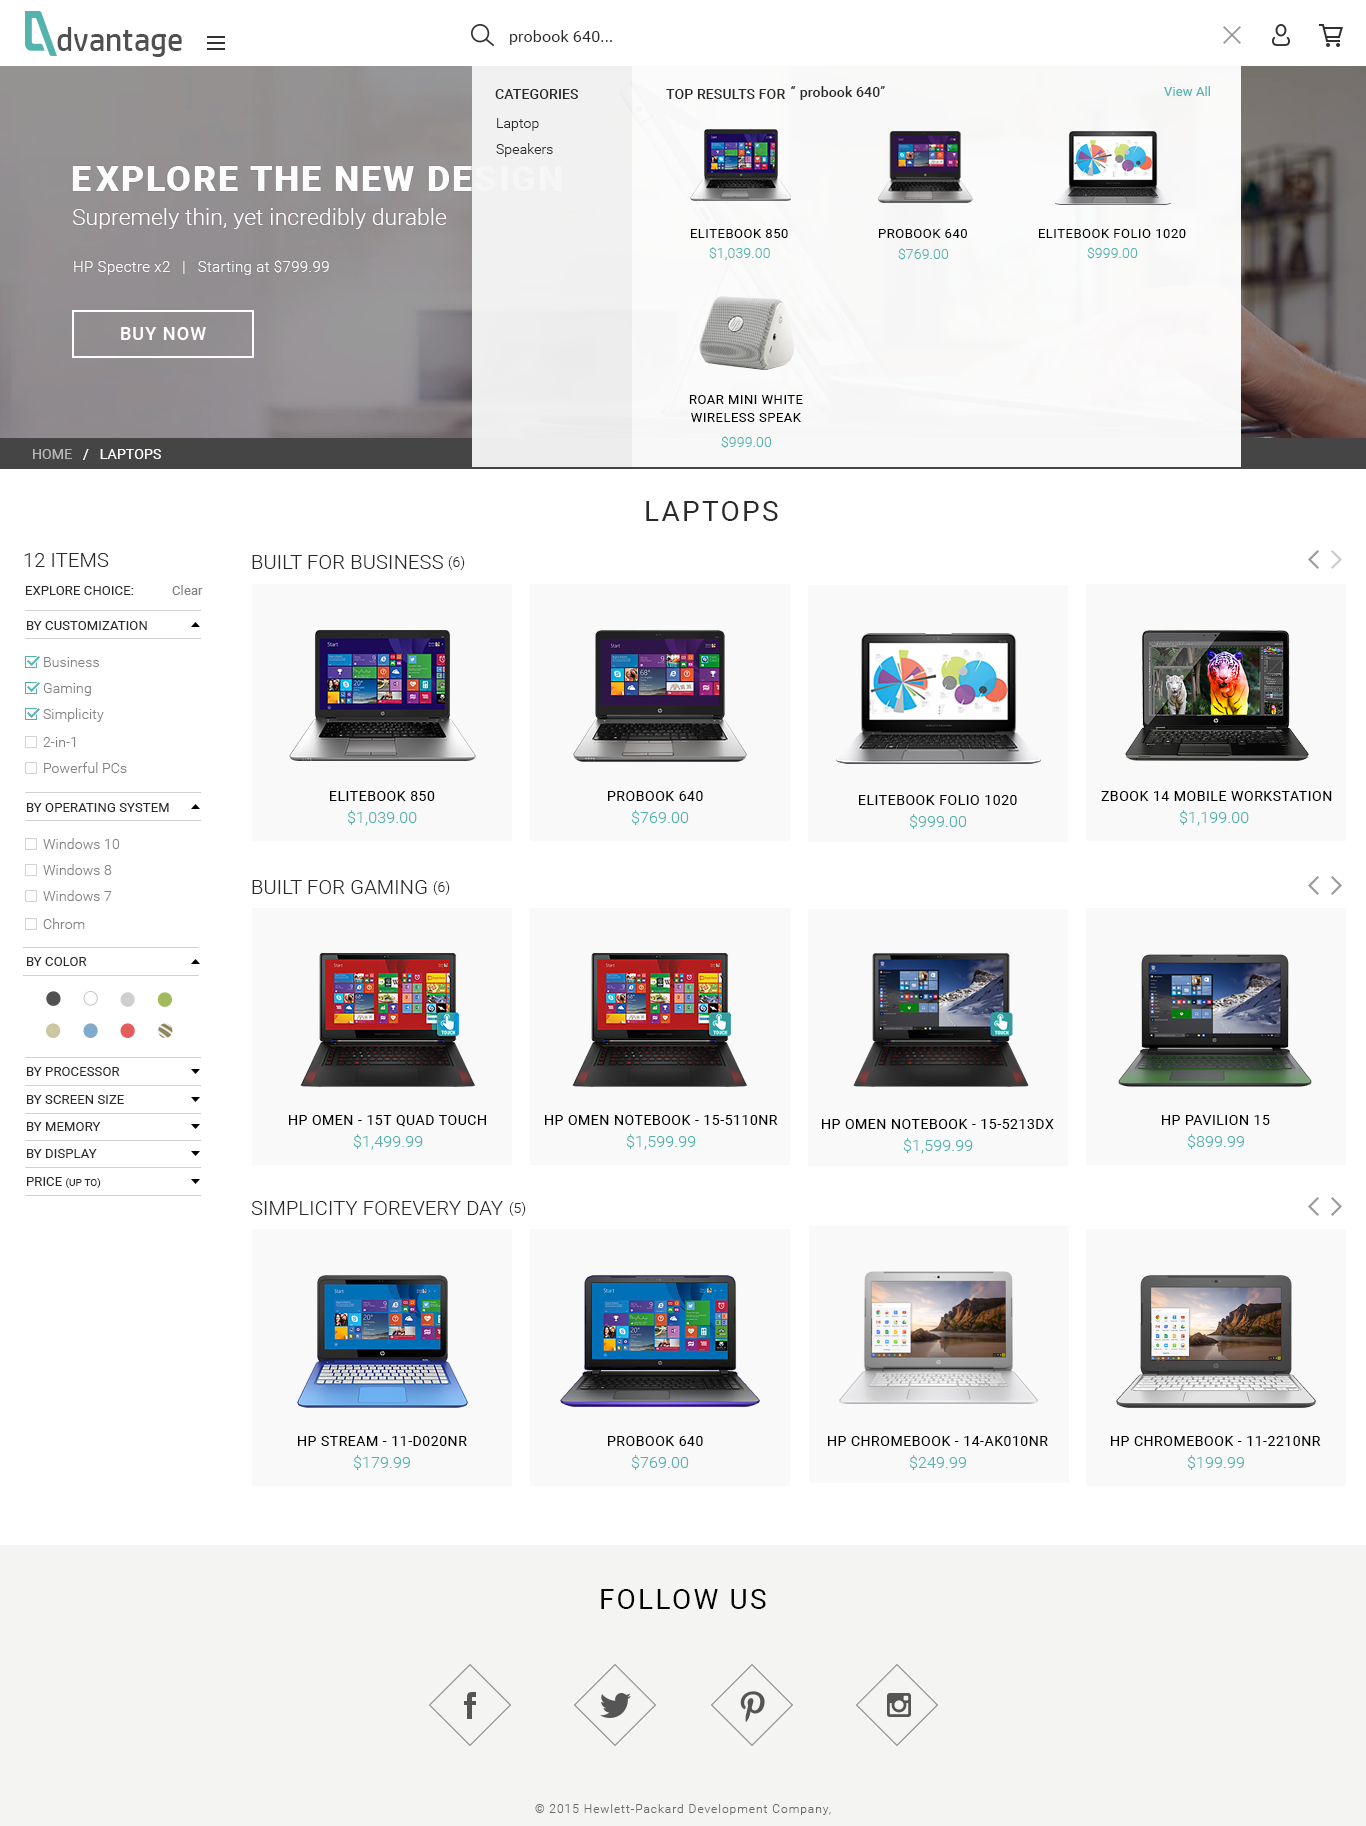 dvantage
probook 640...
CATEGORIES
Laptop
Speakers
TOP RESULTS FOR “ probook 640”
View All
ELITEBOOK 850
$1,039.00
PROBOOK 640
$769.00
ELITEBOOK FOLIO 1020
$999.00
ROAR MINI WHITE
WIRELESS SPEAK
$999.00
EXPLORE THE NEW DESIGN
Supremely thin, yet incredibly durable
HP Spectre x2 | Starting at $799.99
BUY NOW
HOME / LAPTOPS
LAPTOPS
12 ITEMS
EXPLORE CHOICE: Clear
BY CUSTOMIZATION
Business
Gaming
Simplicity
2-in-1
Powerful PCs
BY OPERATING SYSTEM
Windows 10
Windows 8
Windows 7
Chrom
BY COLOR
BY PROCESSOR
BY SCREEN SIZE
BY MEMORY
BY DISPLAY
PRICE (UP TO)
BUILT FOR BUSINESS (6)
ELITEBOOK 850
$1,039.00
PROBOOK 640
$769.00
ELITEBOOK FOLIO 1020
$999.00
ZBOOK 14 MOBILE WORKSTATION
$1,199.00
BUILT FOR GAMING (6)
TOUCH
HP OMEN - 15T QUAD TOUCH
$1,499.99
TOUCH
HP OMEN NOTEBOOK - 15-5110NR
$1,599.99
TOUCH
HP OMEN NOTEBOOK - 15-5213DX
$1,599.99
HP PAVILION 15
$899.99
SIMPLICITY FOREVERY DAY (5)
HP STREAM - 11-D020NR
$179.99
PROBOOK 640
$769.00
HP CHROMEBOOK - 14-AK010NR
$249.99
HP CHROMEBOOK - 11-2210NR
$199.99
FOLLOW US
© 2015 Hewlett-Packard Development Company,